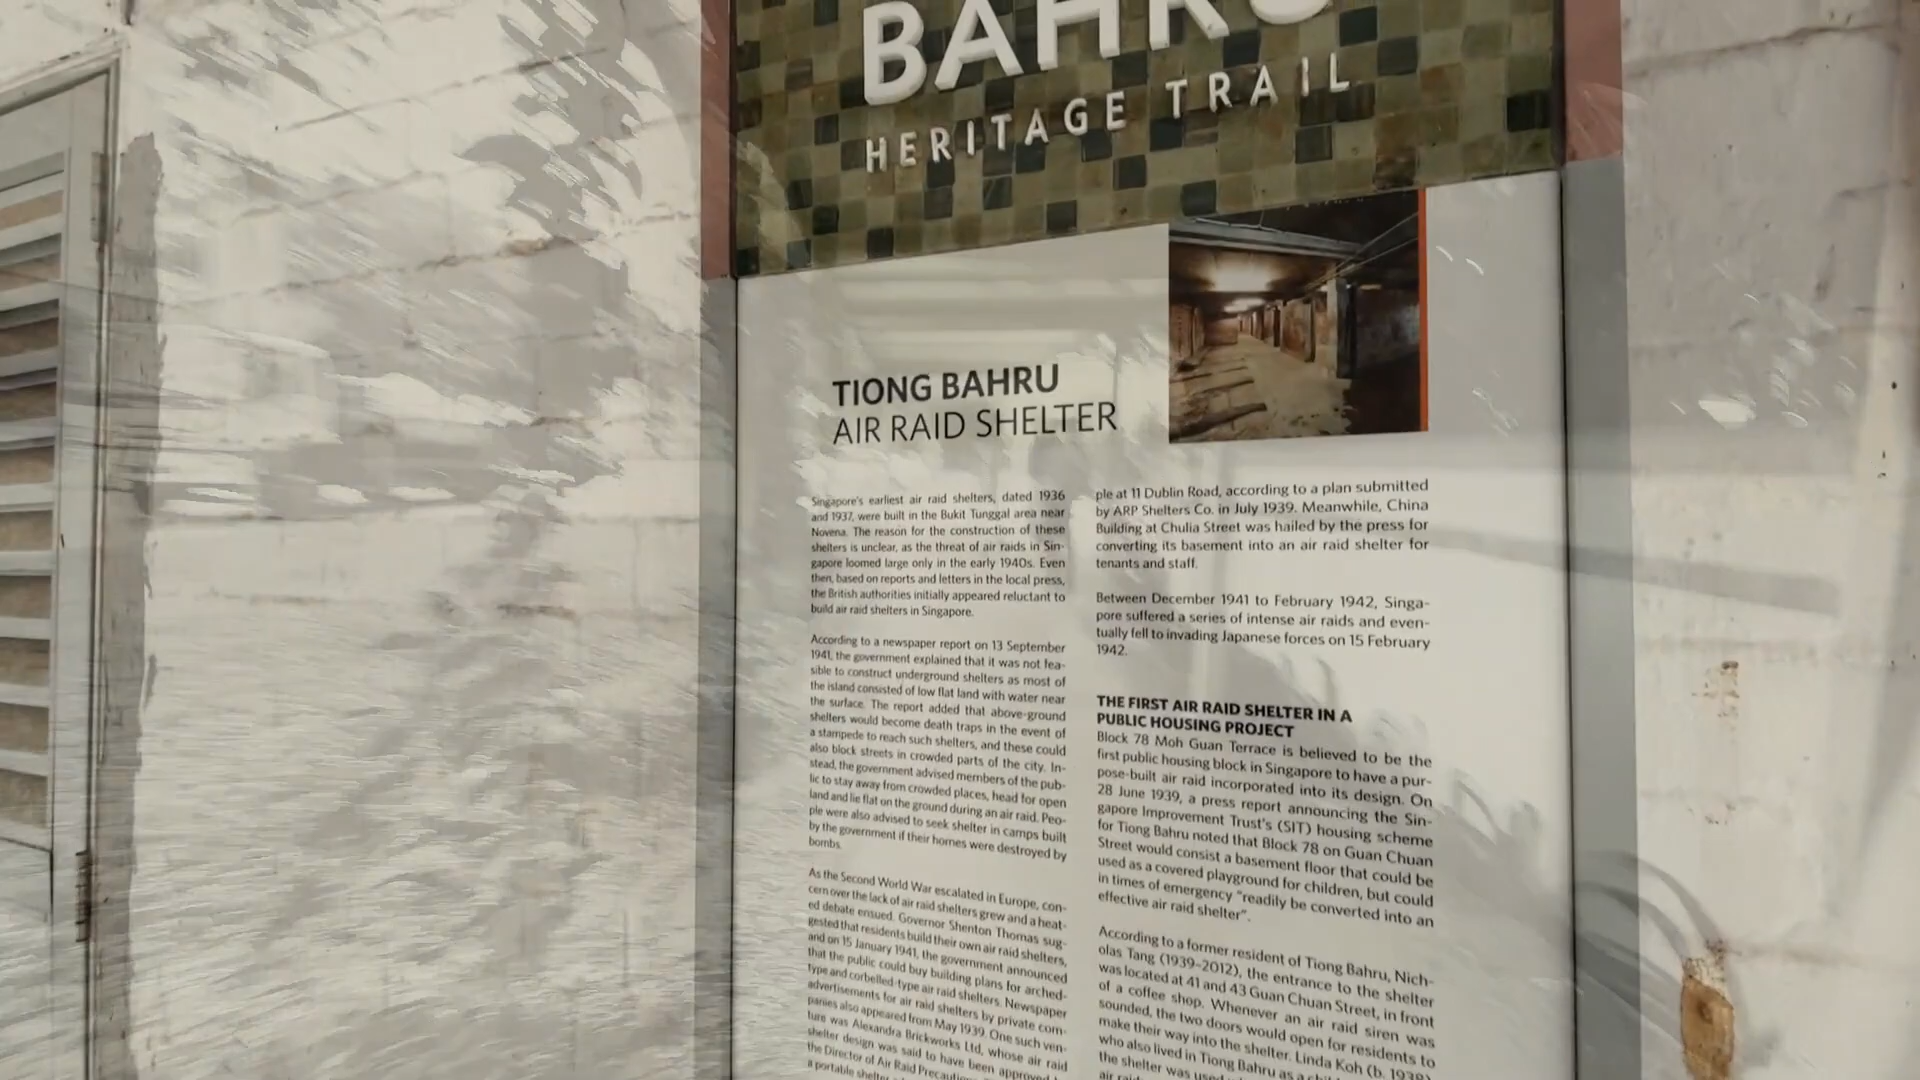 BAHRU
HERITAGE TRAIL
TIONG BAHRU
AIR RAID SHELTER
Singapore's earliest air raid shelters, dated 1936
and 1937, were built in the Bukit Tunggal area near
Novena. The reason for the construction of these
shelters is unclear, as the threat of air raids in Sin-
gapore loomed large only in the early 1940s. Even
then, based on reports and letters in the local press,
the British authorities initially appeared reluctant to
build air raid shelters in Singapore.
According to a newspaper report on 13 September
1941, the government explained that it was not fea-
sible to construct underground shelters as most of
the island consisted of low flat land with water near
the surface. The report added that above-ground
shelters would become death traps in the event of
a stampede to reach such shelters, and these could
also block streets in crowded parts of the city. In-
stead, the government advised members of the pub-
lic to stay away from crowded places, head for open
land and lie flat on the ground during an air raid. Peo-
ple were also advised to seek shelter in camps built
by the government if their homes were destroyed by
bombs.
As the Second World War escalated in Europe, con-
cern over the lack of air raid shelters grew and a heat-
ed debate ensued. Governor Shenton Thomas sug-
gested that residents build their own air raid shelters,
and on 15 January 1941, the government announced
that the public could buy building plans for arched-
type and corbelled-type air raid shelters. Newspaper
advertisements for air raid shelters by private com-
panies also appeared from May 1939. One such ven-
ture was Alexandra Brickworks Ltd, whose air raid
shelter design was said to have been approved
the Director of Air Raid
a portable shelter
ple at 11 Dublin Road, according to a plan submitted
by ARP Shelters Co. in July 1939. Meanwhile, China
Building at Chulia Street was hailed by the press for
converting its basement into an air raid shelter for
tenants and staff.
Between December 1941 to February 1942, Singa-
pore suffered a series of intense air raids and even-
tually fell to invading Japanese forces on 15 February
1942.
THE FIRST AIR RAID SHELTER IN A
PUBLIC HOUSING PROJECT
Block 78 Moh Guan Terrace is believed to be the
first public housing block in Singapore to have a pur-
pose-built air raid incorporated into its design. On
28 June 1939, a press report announcing the Sin-
gapore Improvement Trust's (SIT) housing scheme
for Tiong Bahru noted that Block 78 on Guan Chuan
Street would consist a basement floor that could be
used as a covered playground for children, but could
in times of emergency "readily be converted into an
effective air raid shelter".
According to a former resident of Tiong Bahru, Nich-
olas Tang (1939–2012), the entrance to the shelter
was located at 41 and 43 Guan Chuan Street, in front
of a coffee shop. Whenever an air raid siren was
sounded, the two doors would open for residents to
make their way into the shelter. Linda Koh (b. 1938),
who also lived in Tiong Bahru as a
the shelter was
air